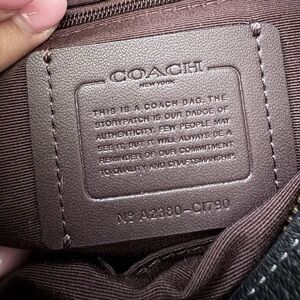 COACH
NEW YORK
THIS IS A COACH BAG. THE
STORYPATCH IS OUR BADGE OF
AUTHENTICITY. FEW PEOPLE MAY
SEE IT, BUT IT WILL ALWAYS BE A
REMINDER OF OUR COMMITMENT
TO QUALITY AND CRAFTSMANSHIP.
Nº A2380-C1790